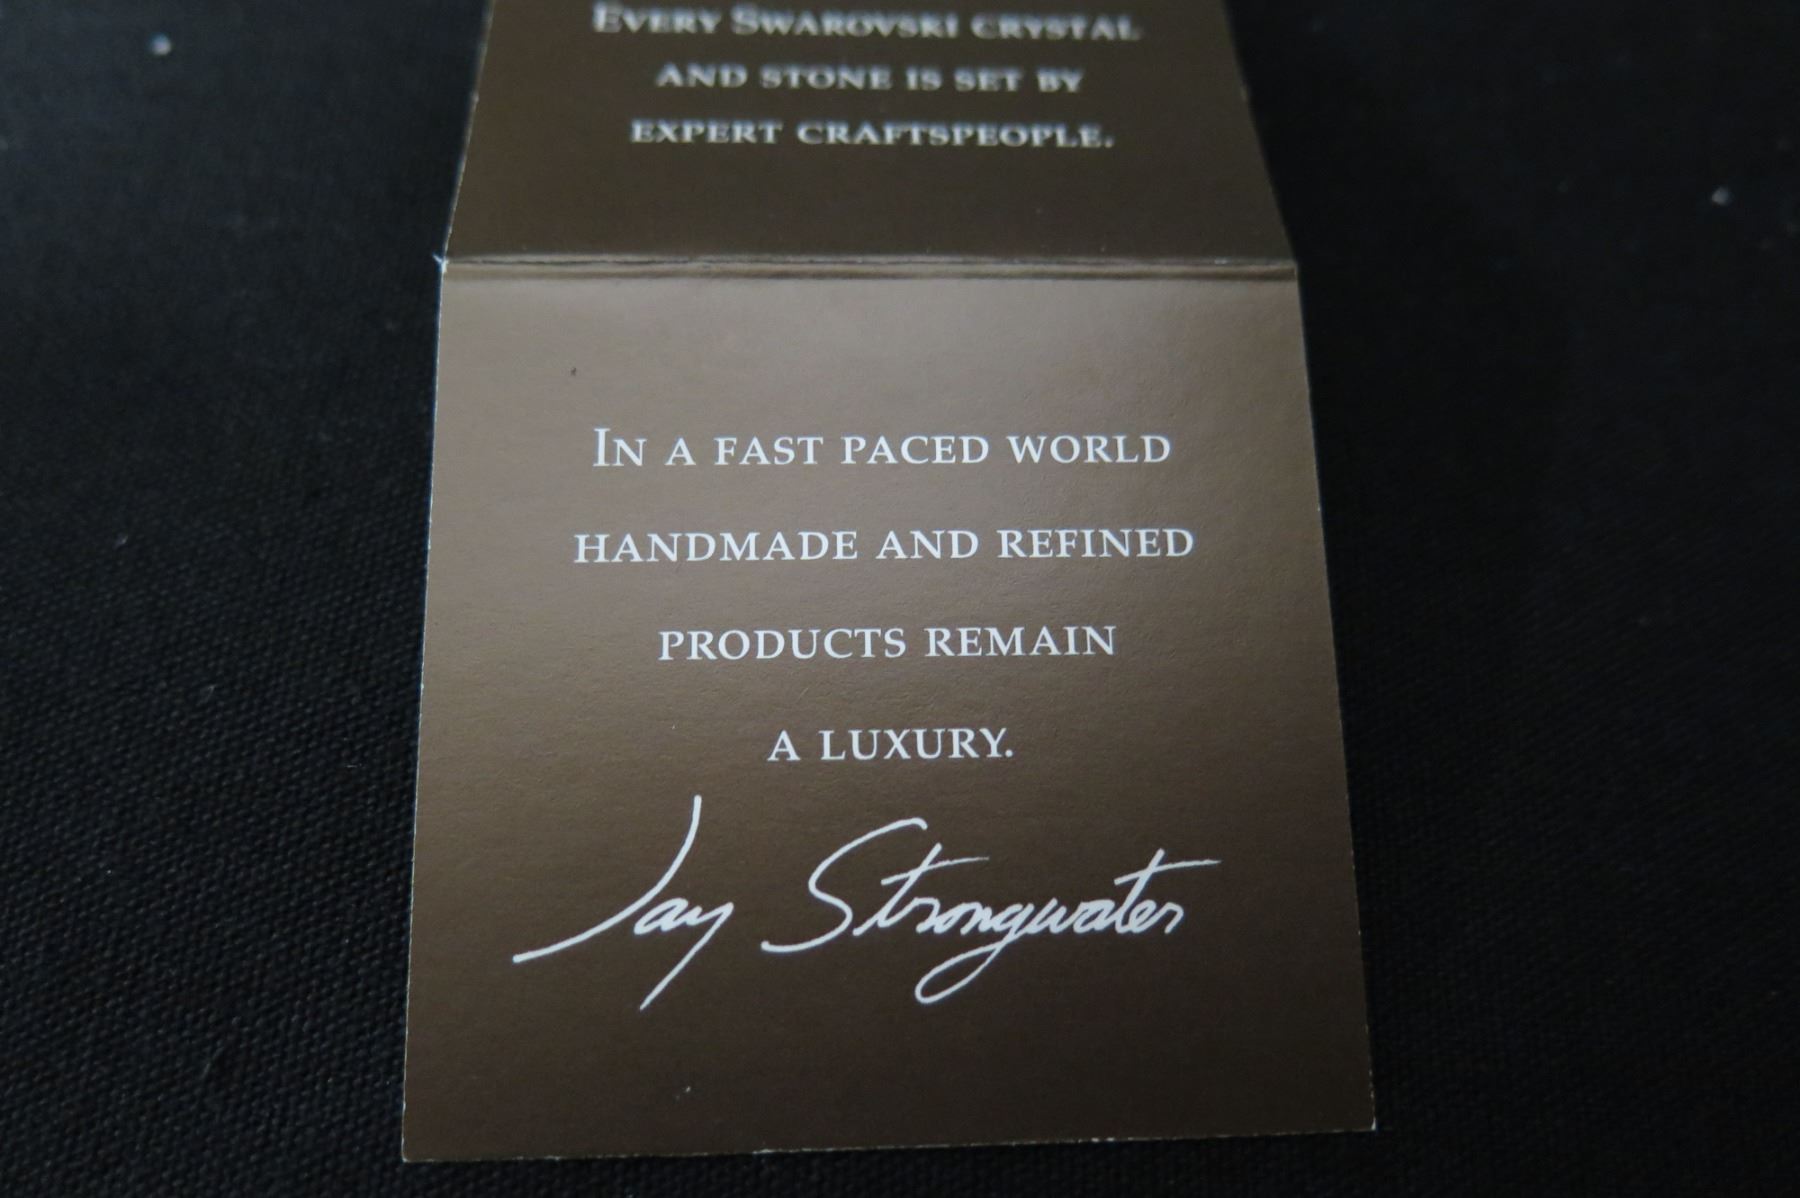 EVERY SWAROVSKI CRYSTAL
AND STONE IS SET BY
EXPERT CRAFTSPEOPLE.
IN A FAST PACED WORLD
HANDMADE AND REFINED
PRODUCTS REMAIN
A LUXURY.
Jay Strongwater